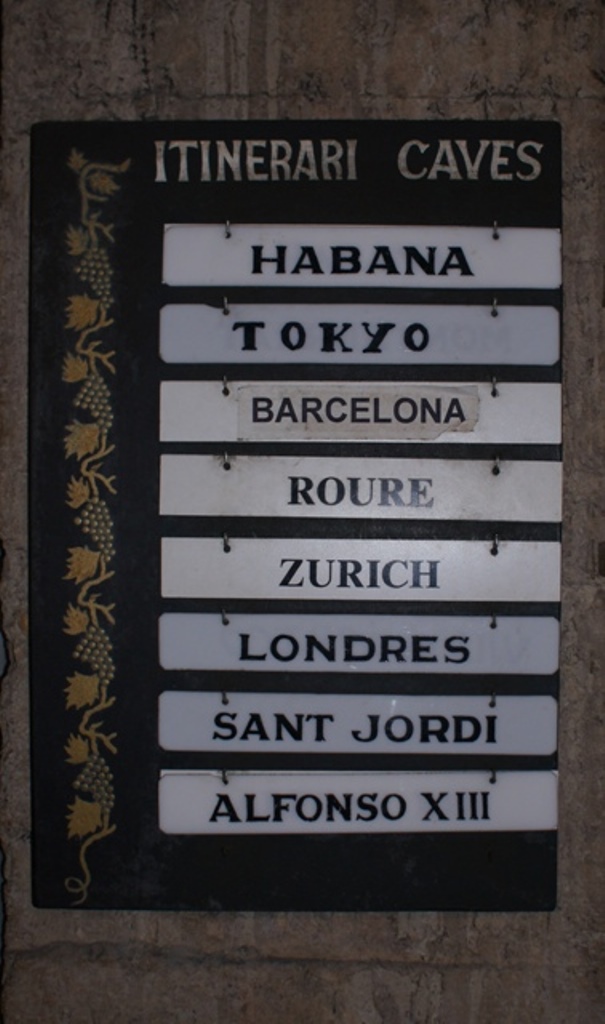 ITINERARI CAVES
HABANA
TOKYO
BARCELONA
ROURE
ZURICH
LONDRES
SANT JORDI
ALFONSO XIII